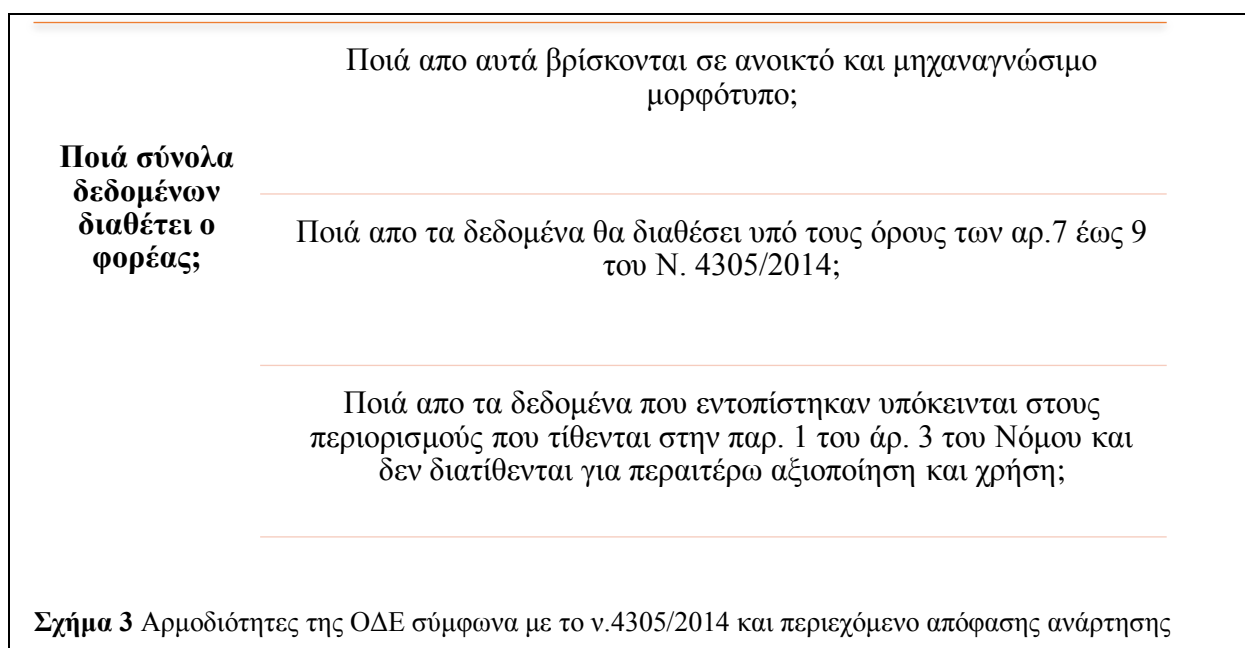 Ποιά σύνολα
δεδομένων
διαθέτει ο
φορέας;
Ποιά απο αυτά βρίσκονται σε ανοικτό και μηχαναγνώσιμο
μορφότυπο;
Ποιά απο τα δεδομένα θα διαθέσει υπό τους όρους των αρ.7 έως 9
του Ν. 4305/2014;
Ποιά απο τα δεδομένα που εντοπίστηκαν υπόκεινται στους
περιορισμούς που τίθενται στην παρ. 1 του άρ. 3 του Νόμου και
δεν διατίθενται για περαιτέρω αξιοποίηση και χρήση;
Σχήμα 3 Αρμοδιότητες της ΟΔΕ σύμφωνα με το ν.4305/2014 και περιεχόμενο απόφασης ανάρτησης